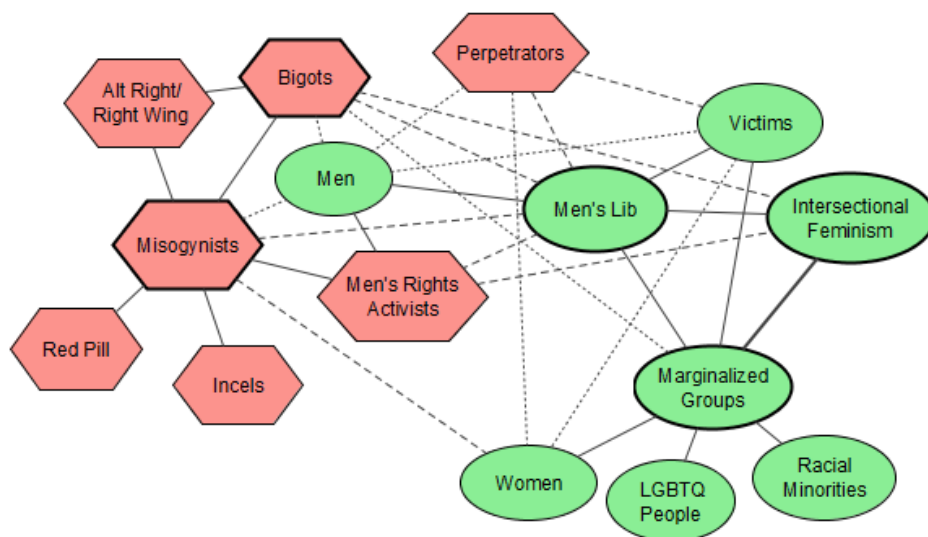 Perpetrators
Bigots
Alt Right/
Right Wing
Victims
Men
Men's Lib
Intersectional
Feminism
Misogynists
Men's Rights
Activists
Red Pill
Incels
Marginalized
Groups
Women
LGBTQ
People
Racial
Minorities